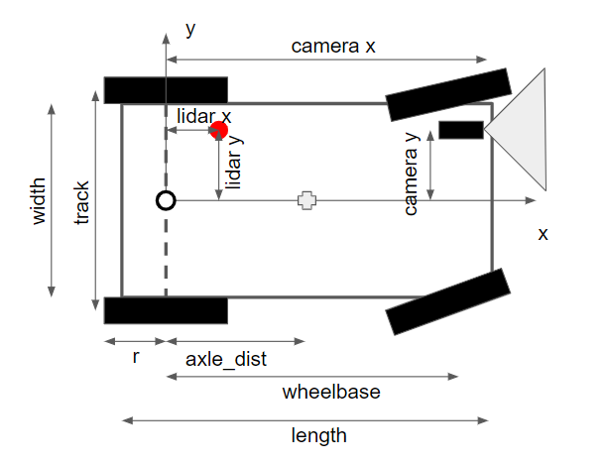 y
camera x
lidar x
lidar y
camera y
width
track
x
r
axle_dist
wheelbase
length